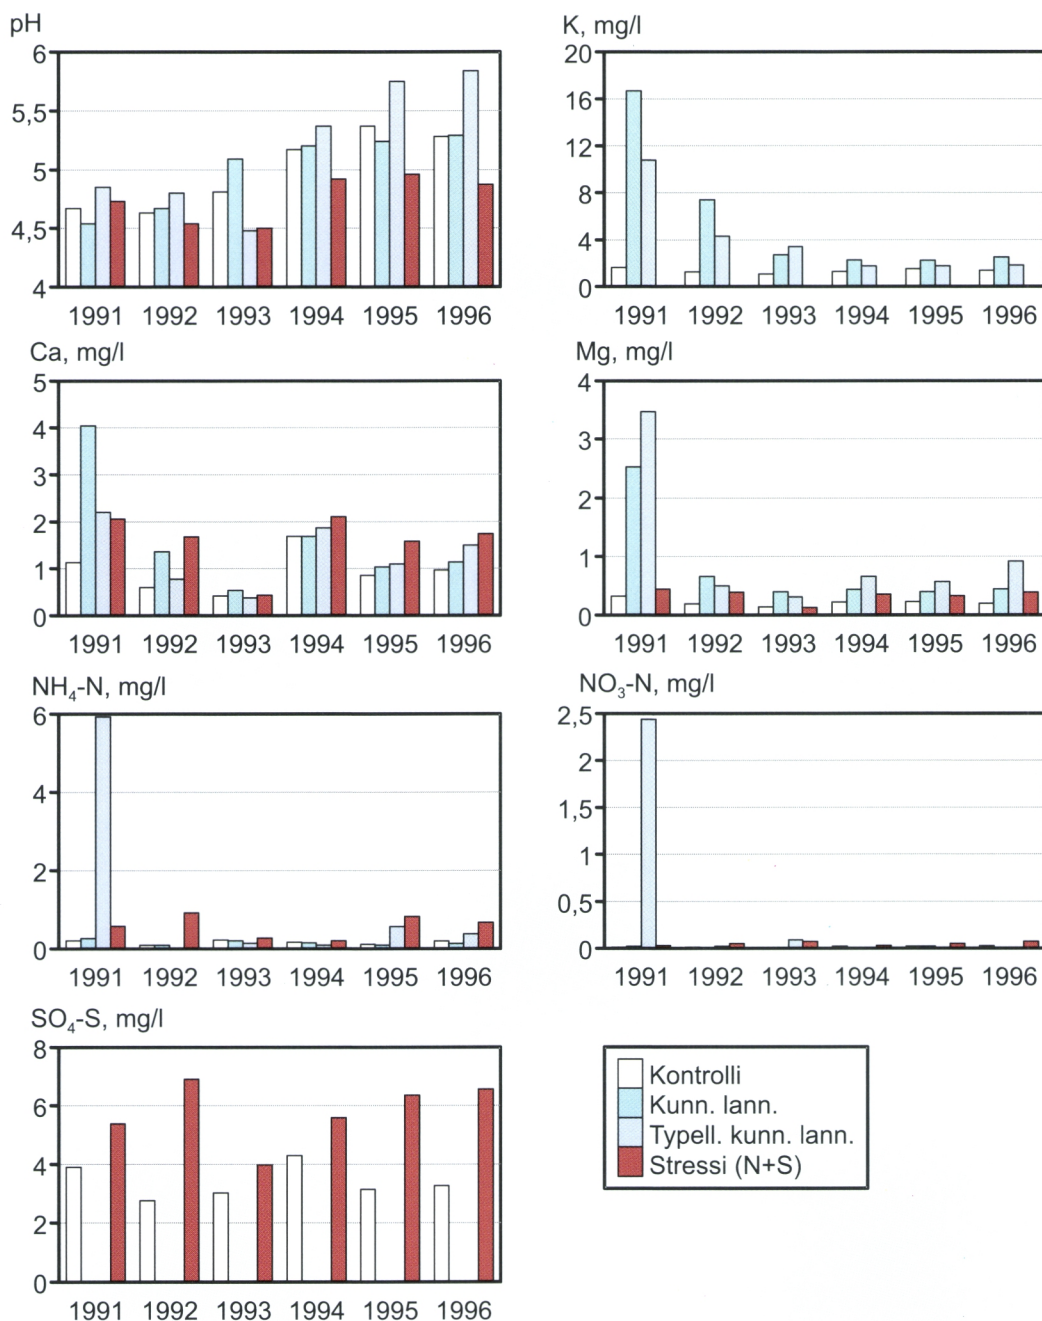 pH
6
5,5
5
4,5
4
1991 1992 1993 1994 1995 1996
K, mg/l
20
16
12
8
4
0
1991 1992 1993 1994 1995 1996
Ca, mg/l
5
4
3
2
1
0
1991 1992 1993 1994 1995 1996
Mg, mg/l
4
3
2
1
0
1991 1992 1993 1994 1995 1996
NH₄-N, mg/l
6
4
2
0
1991 1992 1993 1994 1995 1996
NO₃-N, mg/l
2,5
2
1,5
1
0,5
0
1991 1992 1993 1994 1995 1996
SO₄-S, mg/l
8
6
4
2
0
1991 1992 1993 1994 1995 1996
Kontrolli
Kunn. lann.
Typell. kunn. lann.
Stressi (N+S)